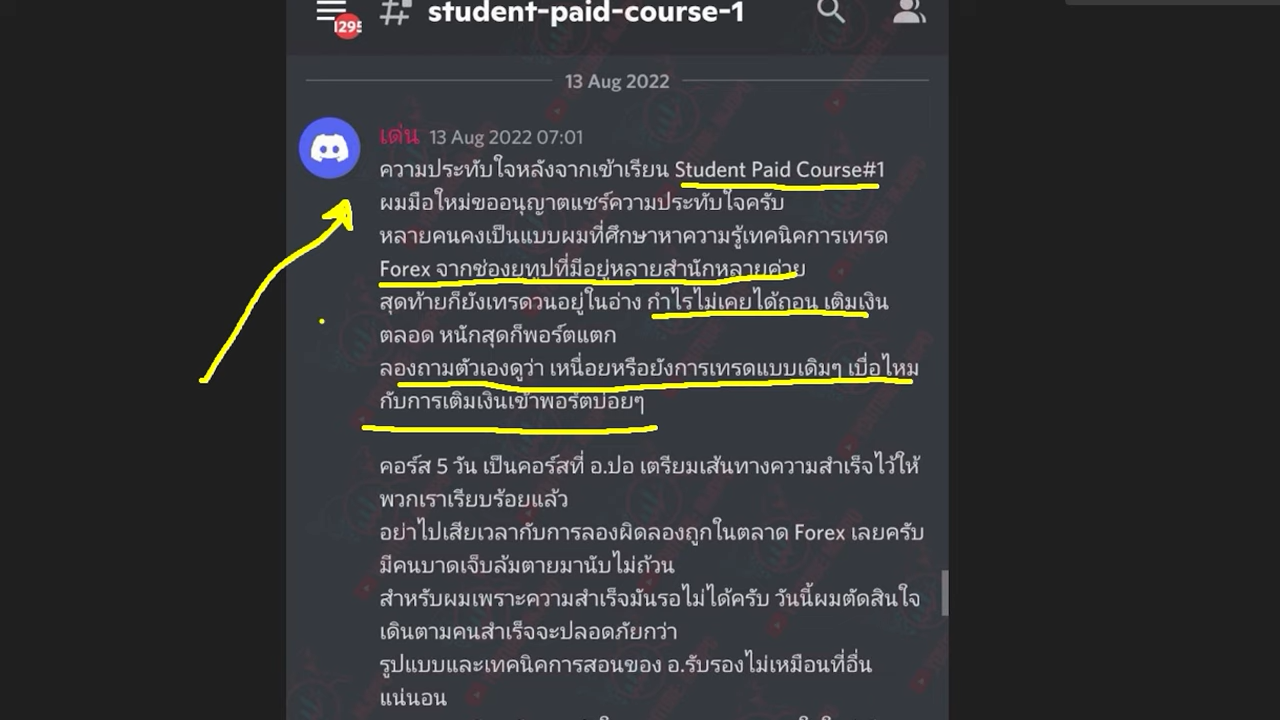 1295
student-paid-course-1
13 Aug 2022
เด่น 13 Aug 2022 07:01
ความประทับใจหลังจากเข้าเรียน Student Paid Course#1
ผมมือใหม่ขออนุญาตแชร์ความประทับใจครับ
หลายคนคงเป็นแบบผมที่ศึกษาหาความรู้เทคนิคการเทรด
Forex จากช่องยูทูปที่มีอยู่หลายสำนักหลายค่าย
สุดท้ายก็ยังเทรดวนอยู่ในอ่าง กำไรไม่เคยได้ถอน เติมเงิน
ตลอด หนักสุดก็พอร์ตแตก
ลองถามตัวเองดูว่า เหนื่อยหรือยังการเทรดแบบเดิมๆ เบื่อไหม
กับการเติมเงินเข้าพอร์ตบ่อยๆ
คอร์ส 5 วัน เป็นคอร์สที่ อ.ปอ เตรียมเส้นทางความสำเร็จไว้ให้
พวกเราเรียบร้อยแล้ว
อย่าไปเสียเวลากับการลองผิดลองถูกในตลาด Forex เลยครับ
มีคนบาดเจ็บล้มตายมานับไม่ถ้วน
สำหรับผมเพราะความสำเร็จมันรอไม่ได้ครับ วันนี้ผมตัดสินใจ
เดินตามคนสำเร็จจะปลอดภัยกว่า
รูปแบบและเทคนิคการสอนของ อ.รับรองไม่เหมือนที่อื่น
แน่นอน